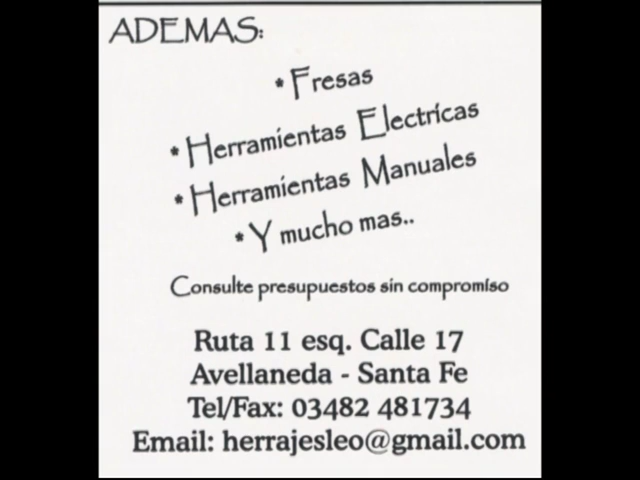 ADEMAS:
* Fresas
* Herramientas Electricas
* Herramientas Manuales
* Y mucho mas..
Consulte presupuestos sin compromiso
Ruta 11 esq. Calle 17
Avellaneda - Santa Fe
Tel/Fax: 03482 481734
Email: herrajesleo@gmail.com